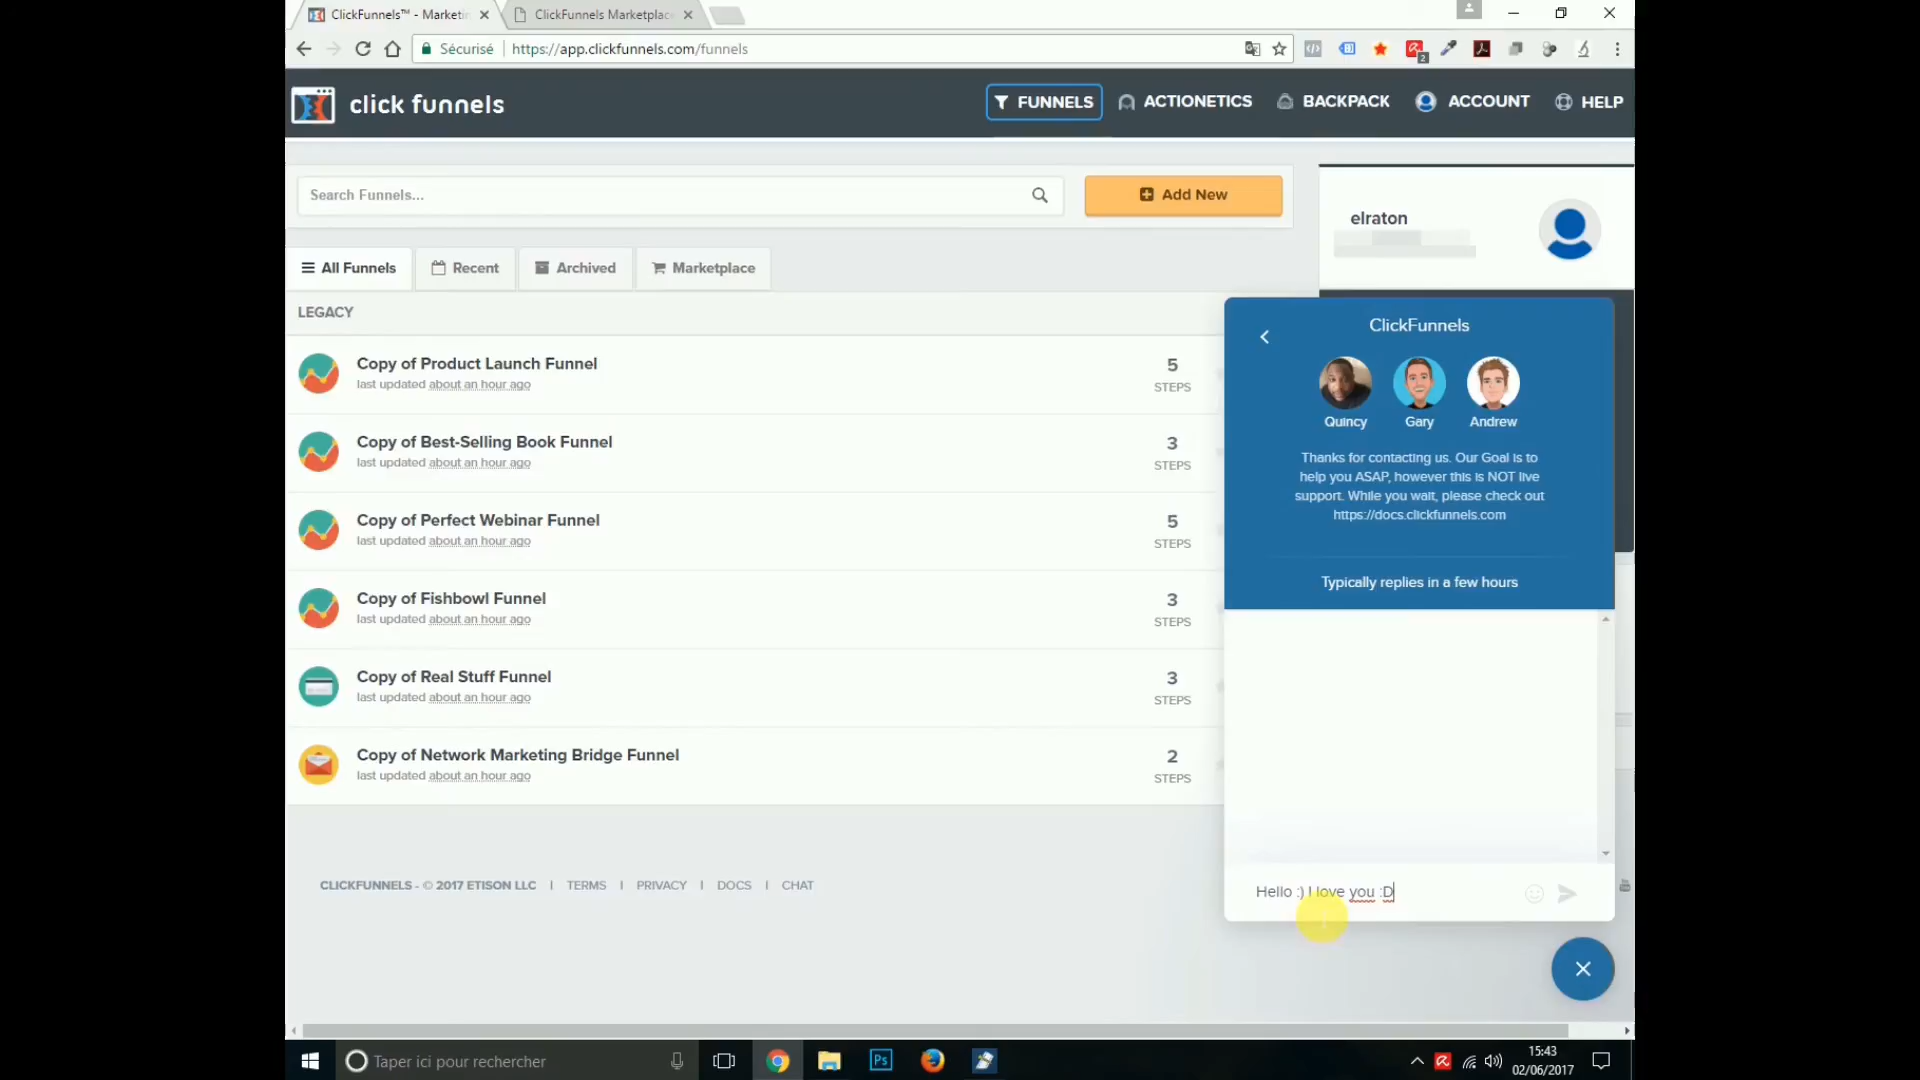 ClickFunnels™ - Marketin
ClickFunnels Marketplac
Sécurisé
https://app.clickfunnels.com/funnels
2
click funnels
FUNNELS
ACTIONETICS
BACKPACK
ACCOUNT
HELP
Search Funnels...
Add New
elraton
All Funnels
Recent
Archived
Marketplace
LEGACY
Copy of Product Launch Funnel
last updated about an hour ago
5
STEPS
Copy of Best-Selling Book Funnel
last updated about an hour ago
3
STEPS
Copy of Perfect Webinar Funnel
last updated about an hour ago
5
STEPS
Copy of Fishbowl Funnel
last updated about an hour ago
3
STEPS
Copy of Real Stuff Funnel
last updated about an hour ago
3
STEPS
Copy of Network Marketing Bridge Funnel
last updated about an hour ago
2
STEPS
ClickFunnels
Quincy
Gary
Andrew
Thanks for contacting us. Our Goal is to
help you ASAP, however this is NOT live
support. While you wait, please check out
https://docs.clickfunnels.com
Typically replies in a few hours
Hello :) I love you :D
CLICKFUNNELS - © 2017 ETISON LLC | TERMS | PRIVACY | DOCS | CHAT
Taper ici pour rechercher
Ps
15:43
02/06/2017